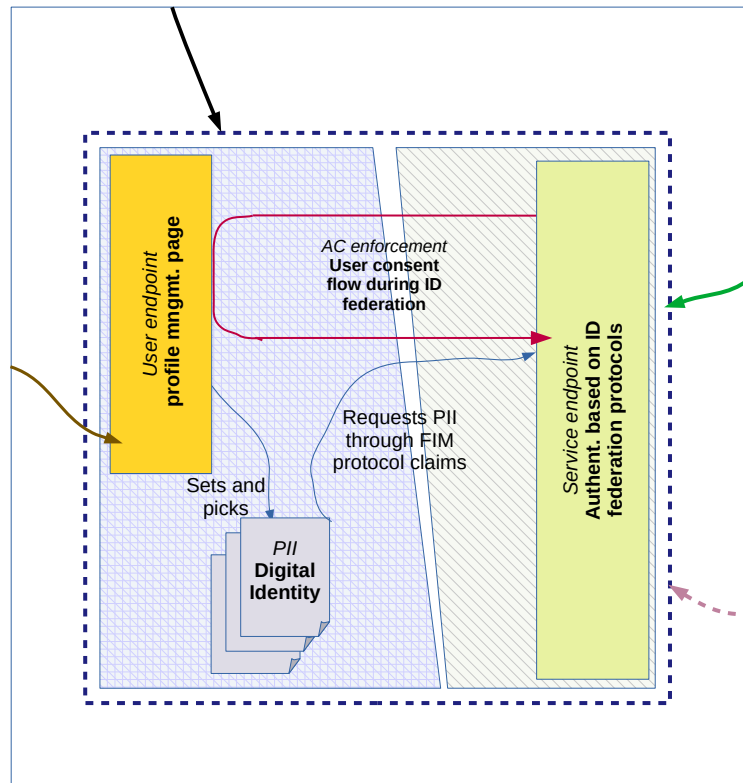 User endpoint
profile mngmt. page
AC enforcement
User consent
flow during ID
federation
Service endpoint
Authent. based on ID
federation protocols
Requests PII
through FIM
protocol claims
Sets and
picks
PII
Digital
Identity